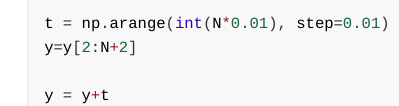 t = np.arange(int(N*0.01), step=0.01)
y=y[2:N+2]
y = y+t